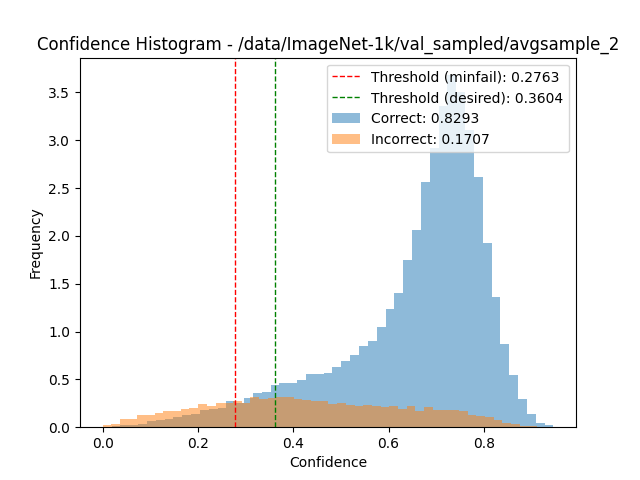 Confidence Histogram - /data/ImageNet-1k/val_sampled/avgsample_2
Threshold (minfail): 0.2763
Threshold (desired): 0.3604
Correct: 0.8293
Incorrect: 0.1707
Frequency
3.5
3.0
2.5
2.0
1.5
1.0
0.5
0.0
0.0 0.2 0.4 0.6 0.8
Confidence